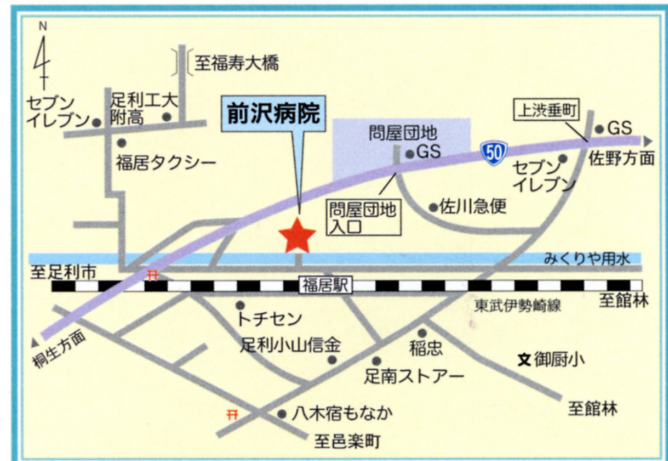 N
至福寿大橋
セブン
イレブン
足利工大
附高
前沢病院
福居タクシー
問屋団地
GS
50
上渋垂町
GS
佐野方面
セブン
イレブン
問屋団地
入口
佐川急便
みくりや用水
至足利市
福居駅
東武伊勢崎線
至館林
桐生方面
トチセン
足利小山信金
稲忠
足南ストアー
文御厨小
八木宿もなか
至館林
至邑楽町